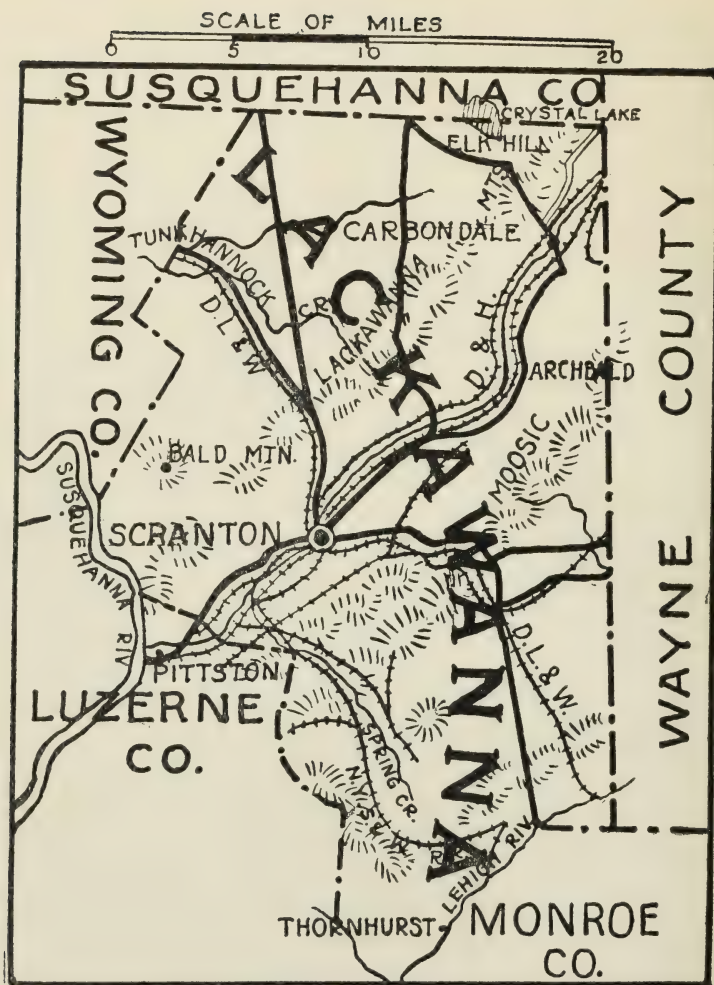 SCALE OF MILES
0 5 10 20
SUSQUEHANNA CO
CRYSTAL LAKE
ELK HILL
WYOMING CO.
LACKAWANNA
MTS
CARBONDALE
TUNKHANNOCK CR.
D. L. & W.
LACKAWANNA
D. & H.
ARCHBALD
WAYNE COUNTY
BALD MTN.
MOOSIC
SCRANTON
SUSQUEHANNA RIV
PITTSTON
D. L. & W.
LUZERNE
CO.
SPRING CR.
LEHIGH RIV
THORNHURST
MONROE
CO.